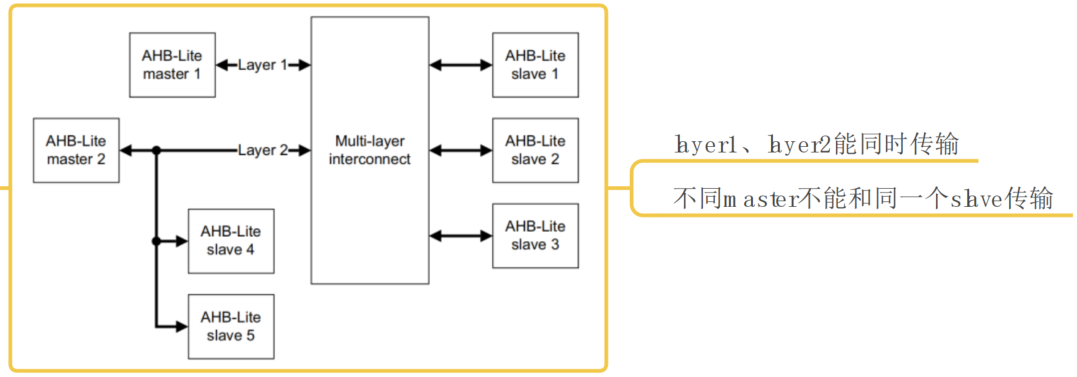 AHB-Lite
master 1
Layer 1
AHB-Lite
slave 1
AHB-Lite
master 2
Layer 2
Multi-layer
interconnect
AHB-Lite
slave 2
AHB-Lite
slave 4
AHB-Lite
slave 3
AHB-Lite
slave 5
layer1、layer2能同时传输
不同master不能和同一个slave传输